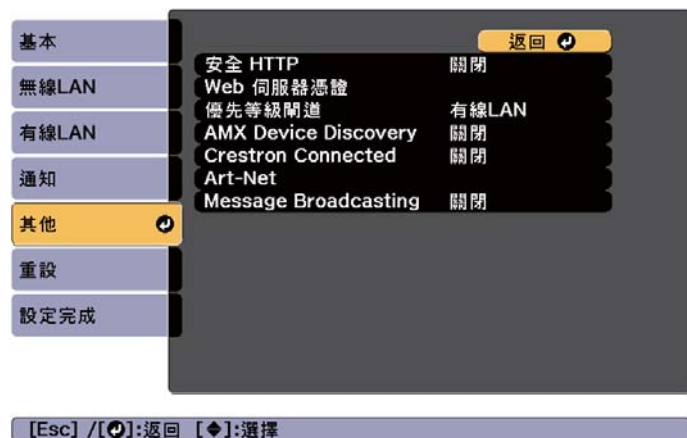 基本
無線LAN
有線LAN
通知
其他
重設
設定完成
返回
安全 HTTP 關閉
Web 伺服器憑證
優先等級閘道 有線LAN
AMX Device Discovery 關閉
Crestron Connected 關閉
Art-Net
Message Broadcasting 關閉
[Esc] /[⏎]:返回 [◆]:選擇